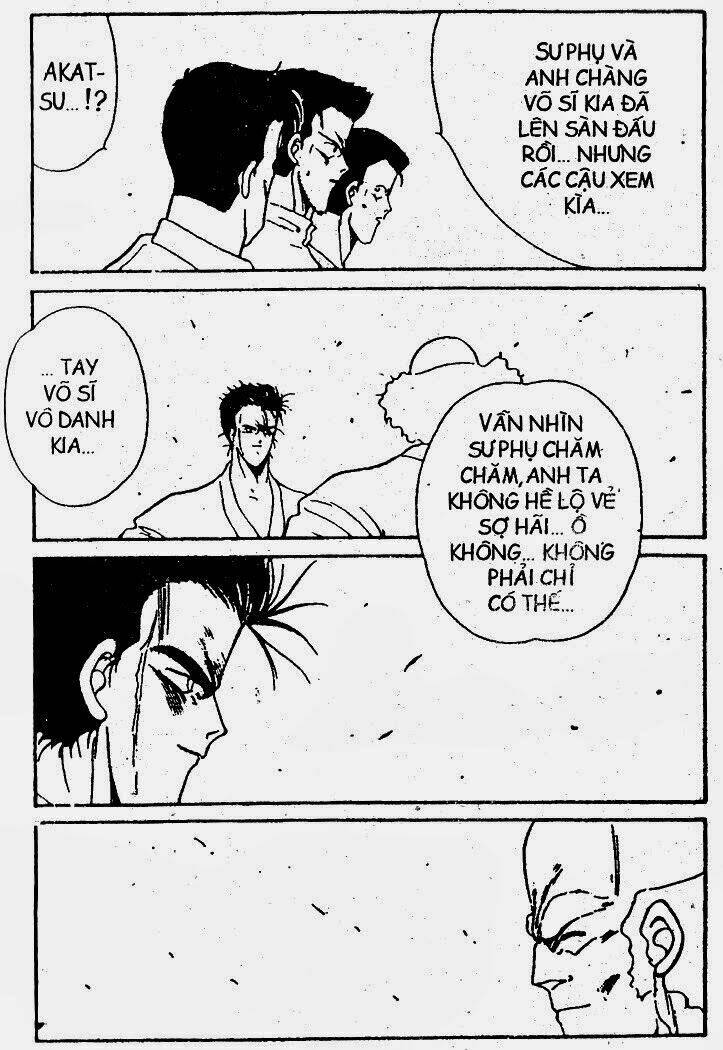 AKAT-
SU... !?
SƯ PHỤ VÀ
ANH CHÀNG
VÕ SĨ KIA ĐÃ
LÊN SÀN ĐẤU
RỒI... NHƯNG
CÁC CẬU XEM
KÌA...
... TAY
VÕ SĨ
VÔ DANH
KIA...
VẪN NHÌN
SƯ PHỤ CHĂM
CHĂM, ANH TA
KHÔNG HỀ LỘ VẺ
SỢ HÃI... Ồ
KHÔNG... KHÔNG
PHẢI CHỈ
CÓ THẾ...